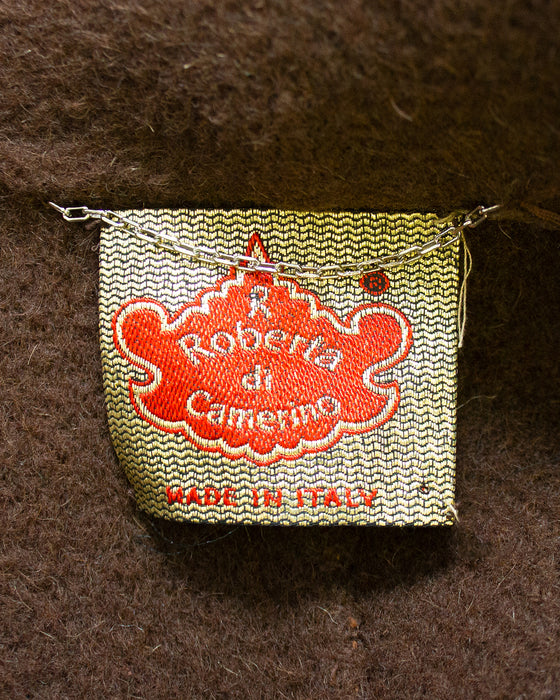 R
®
Roberta
di
Camerino
MADE IN ITALY